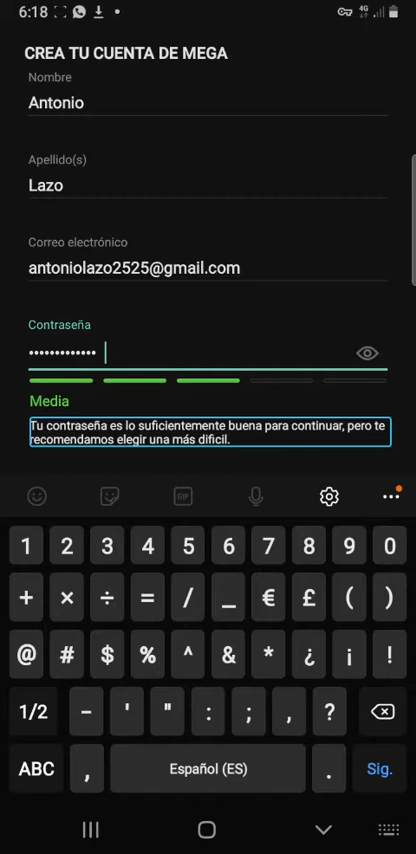 6:18
4G
CREA TU CUENTA DE MEGA
Nombre
Antonio
Apellido(s)
Lazo
Correo electrónico
antoniolazo2525@gmail.com
Contraseña
•••••••••••••
Media
Tu contraseña es lo suficientemente buena para continuar, pero te
recomendamos elegir una más dificil.
GIF
1 2 3 4 5 6 7 8 9 0
+ × ÷ = / _ € £ ( )
@ # $ % ^ & * ¿ ¡ !
1/2 - ' " : ; , ?
ABC , Español (ES) . Sig.